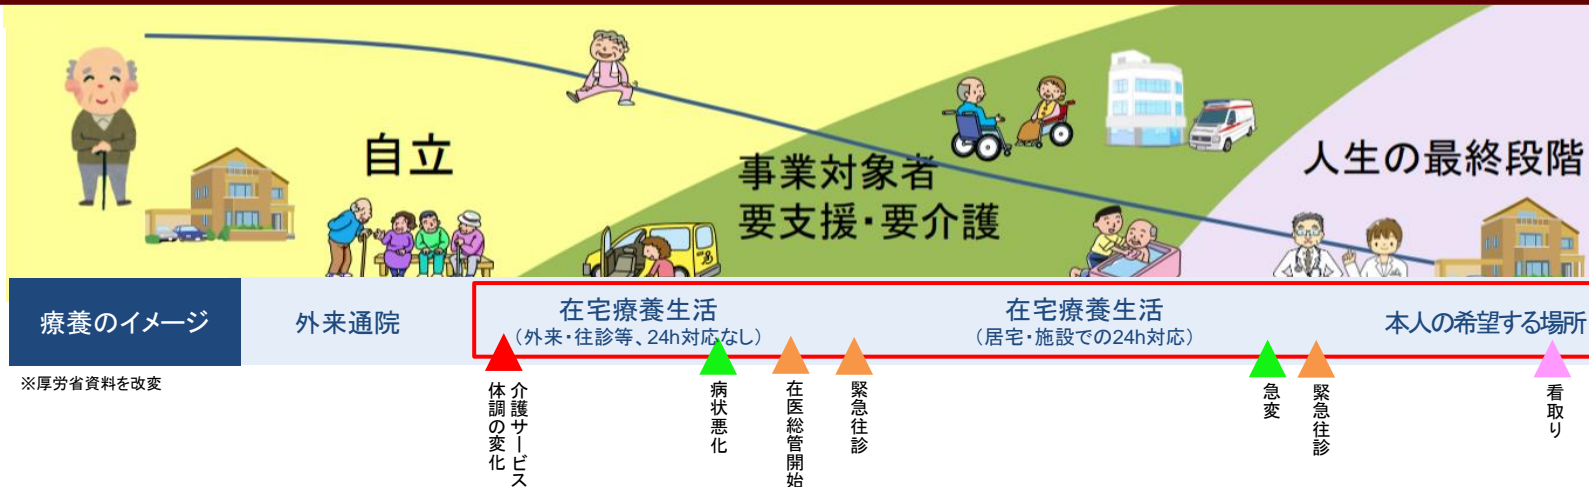 自立
事業対象者
要支援・要介護
人生の最終段階
療養のイメージ
外来通院
在宅療養生活
（外来・往診等、24h対応なし）
在宅療養生活
（居宅・施設での24h対応）
本人の希望する場所
※厚労省資料を改変
介護サービス
体調の変化
病状悪化
在医総管開始
緊急往診
急変
緊急往診
看取り